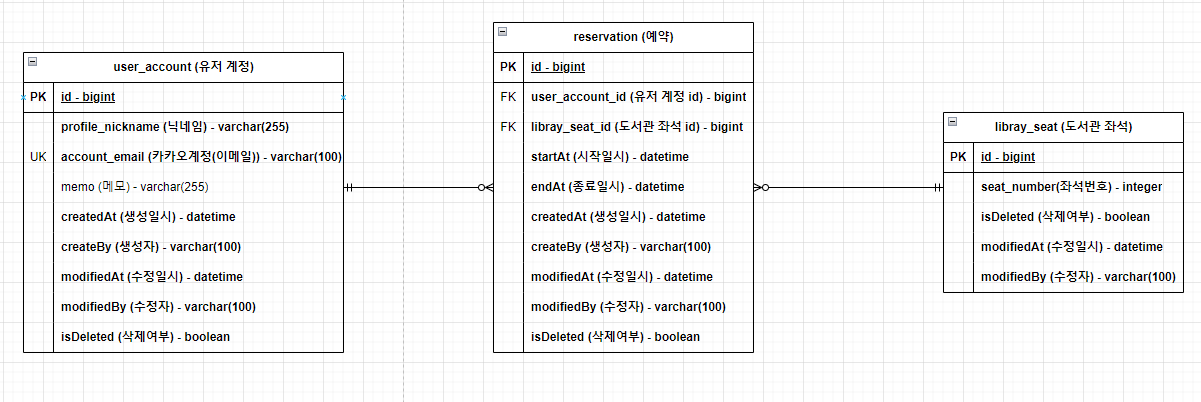 user_account (유저 계정)
PK id - bigint
profile_nickname (닉네임) - varchar(255)
UK account_email (카카오계정(이메일)) - varchar(100)
memo (메모) - varchar(255)
createdAt (생성일시) - datetime
createBy (생성자) - varchar(100)
modifiedAt (수정일시) - datetime
modifiedBy (수정자) - varchar(100)
isDeleted (삭제여부) - boolean
reservation (예약)
PK id - bigint
FK user_account_id (유저 계정 id) - bigint
FK libray_seat_id (도서관 좌석 id) - bigint
startAt (시작일시) - datetime
endAt (종료일시) - datetime
createdAt (생성일시) - datetime
createBy (생성자) - varchar(100)
modifiedAt (수정일시) - datetime
modifiedBy (수정자) - varchar(100)
isDeleted (삭제여부) - boolean
libray_seat (도서관 좌석)
PK id - bigint
seat_number(좌석번호) - integer
isDeleted (삭제여부) - boolean
modifiedAt (수정일시) - datetime
modifiedBy (수정자) - varchar(100)